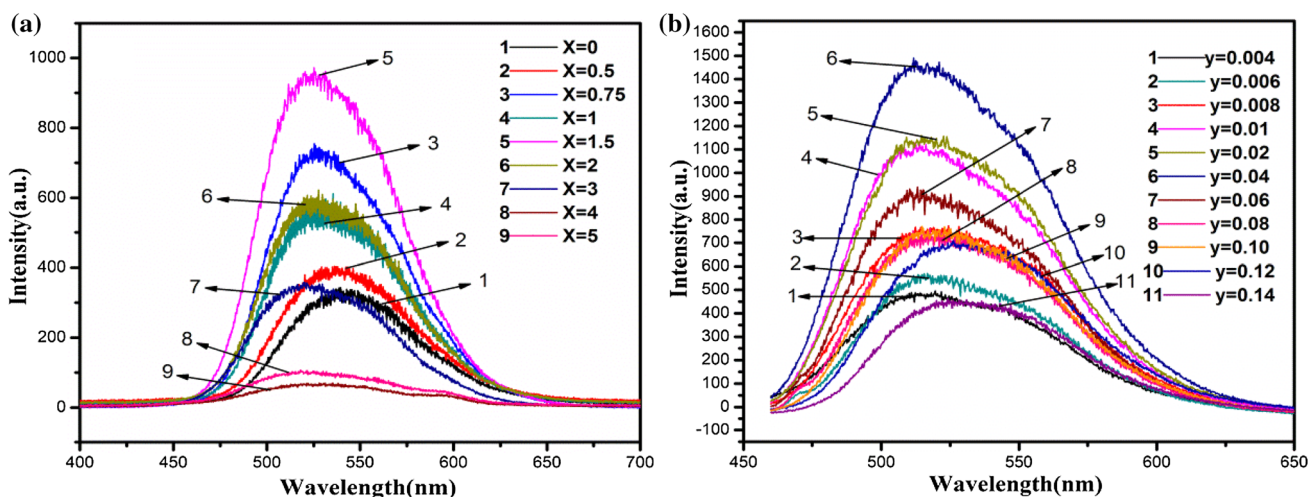 (a)
1000
800
600
400
200
0
400
450
500
550
600
650
700
Intensity(a.u.)
Wavelength(nm)
1 X=0
2 X=0.5
3 X=0.75
4 X=1
5 X=1.5
6 X=2
7 X=3
8 X=4
9 X=5
5
3
6
4
2
7
1
8
9
(b)
1600
1500
1400
1300
1200
1100
1000
900
800
700
600
500
400
300
200
100
0
-100
450
500
550
600
650
Intensity(a.u.)
Wavelength(nm)
1 y=0.004
2 y=0.006
3 y=0.008
4 y=0.01
5 y=0.02
6 y=0.04
7 y=0.06
8 y=0.08
9 y=0.10
10 y=0.12
11 y=0.14
6
5
7
4
8
3
9
2
10
1
11